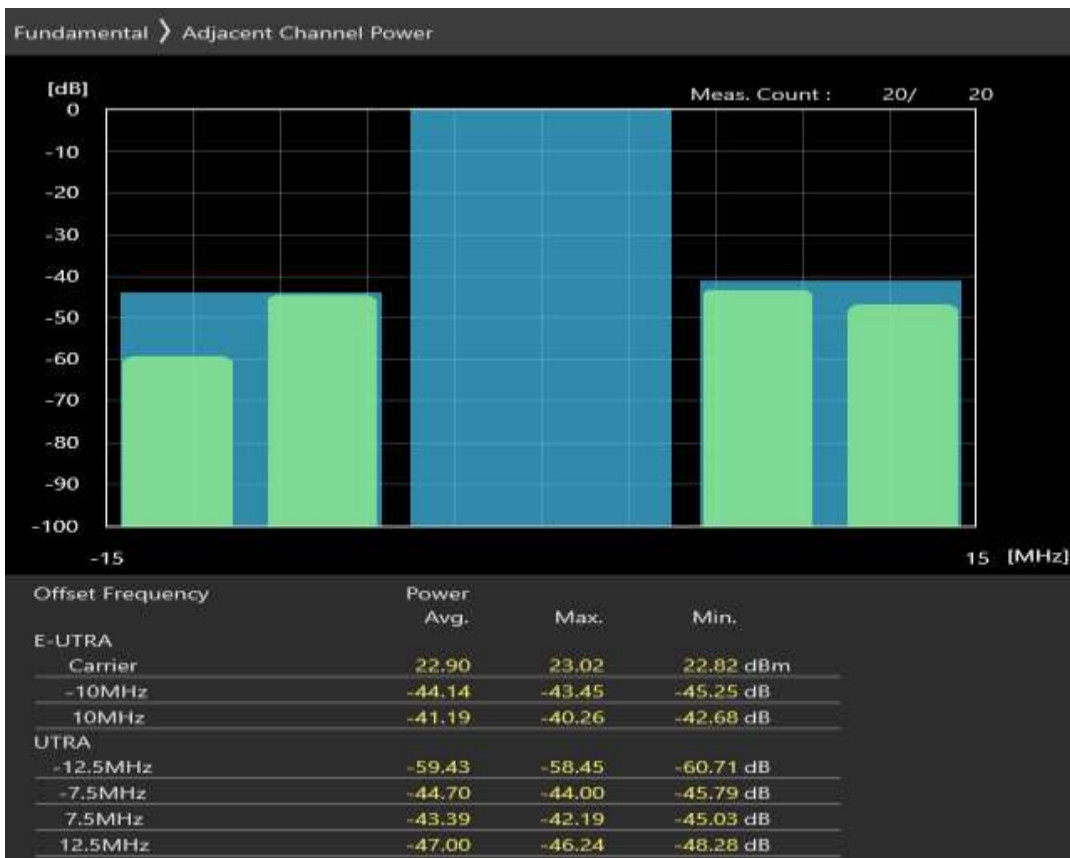 Fundamental ❯ Adjacent Channel Power
[dB]
Meas. Count : 20/ 20
0
-10
-20
-30
-40
-50
-60
-70
-80
-90
-100
-15 15 [MHz]
Offset Frequency Power
Avg. Max. Min.
E-UTRA
Carrier 22.90 23.02 22.82 dBm
-10MHz -44.14 -43.45 -45.25 dB
10MHz -41.19 -40.26 -42.68 dB
UTRA
-12.5MHz -59.43 -58.45 -60.71 dB
-7.5MHz -44.70 -44.00 -45.79 dB
7.5MHz -43.39 -42.19 -45.03 dB
12.5MHz -47.00 -46.24 -48.28 dB